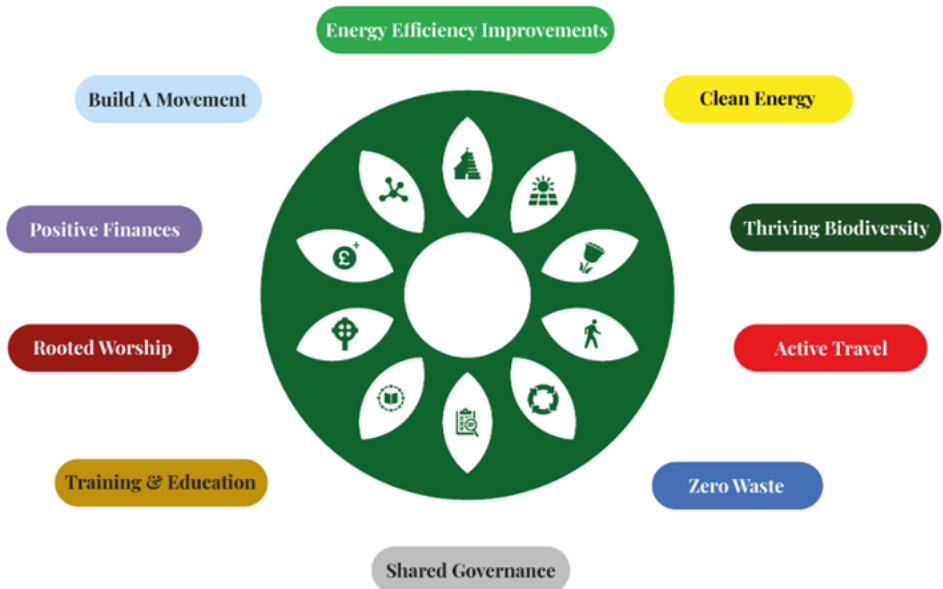 Energy Efficiency Improvements
Build A Movement
Clean Energy
Positive Finances
Thriving Biodiversity
£+
Rooted Worship
Active Travel
Training & Education
Zero Waste
Shared Governance